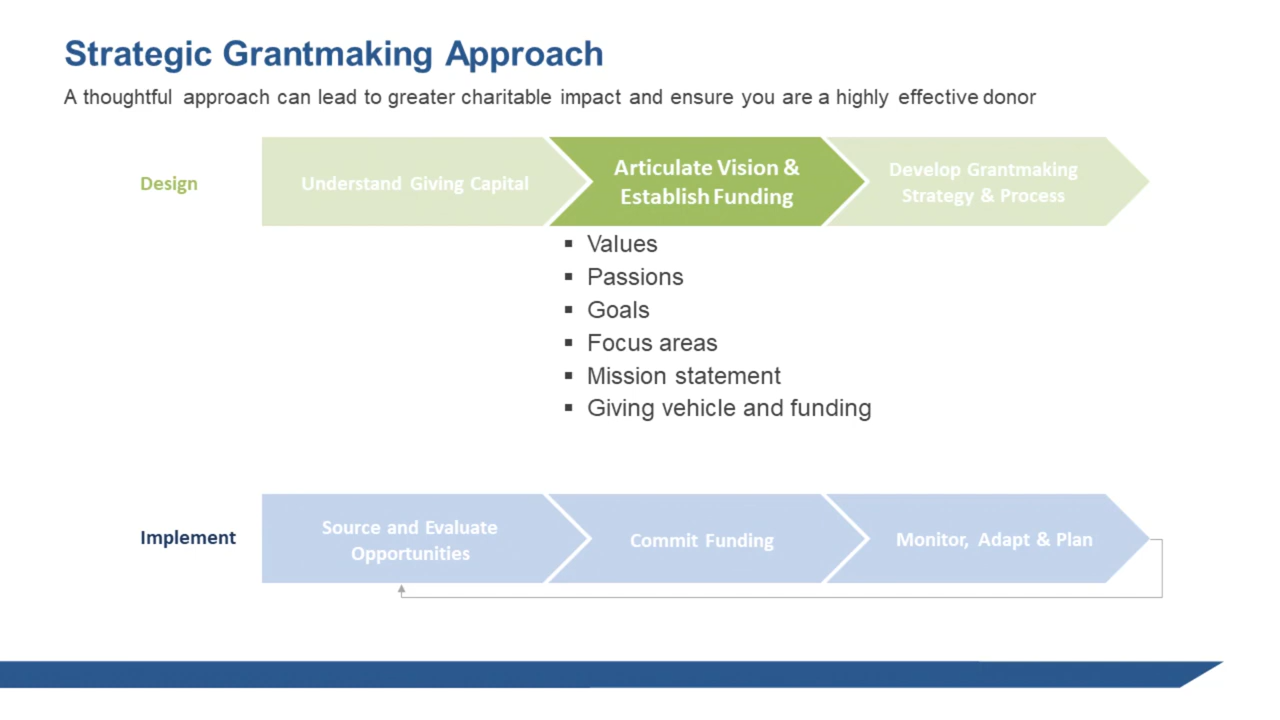 Strategic Grantmaking Approach
A thoughtful approach can lead to greater charitable impact and ensure you are a highly effective donor
Design
Understand Giving Capital
Articulate Vision &
Establish Funding
Develop Grantmaking
Strategy & Process
▪ Values
▪ Passions
▪ Goals
▪ Focus areas
▪ Mission statement
▪ Giving vehicle and funding
Implement
Source and Evaluate
Opportunities
Commit Funding
Monitor, Adapt & Plan